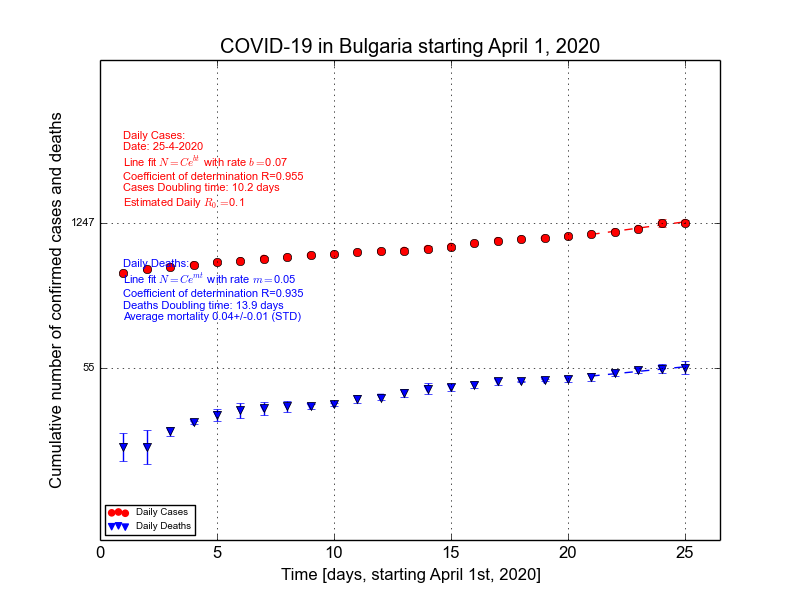 COVID-19 in Bulgaria starting April 1, 2020
Cumulative number of confirmed cases and deaths
Daily Cases:
Date: 25-4-2020
Line fit N=Ce^{bt} with rate b=0.07
Coefficient of determination R=0.955
Cases Doubling time: 10.2 days
Estimated Daily R_0:=0.1
1247
Daily Deaths:
Line fit N=Ce^{mt} with rate m=0.05
Coefficient of determination R=0.935
Deaths Doubling time: 13.9 days
Average mortality 0.04+/-0.01 (STD)
55
Daily Cases
Daily Deaths
0 5 10 15 20 25
Time [days, starting April 1st, 2020]